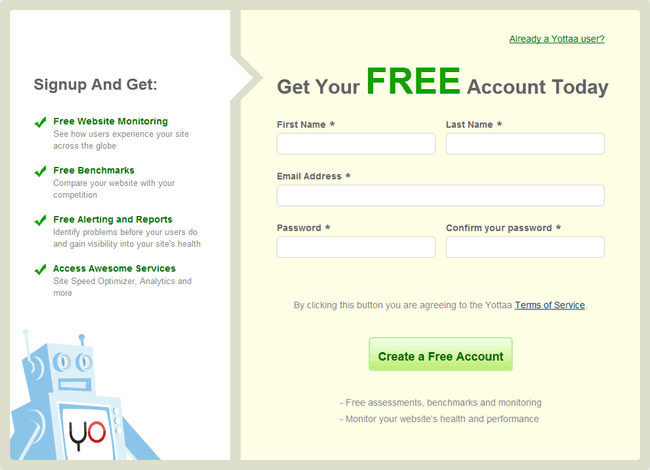 Already a Yottaa user?
Signup And Get:
Get Your FREE Account Today
Free Website Monitoring
See how users experience your site
across the globe
Free Benchmarks
Compare your website with your
competition
Free Alerting and Reports
Identify problems before your users do
and gain visibility into your site's health
Access Awesome Services
Site Speed Optimizer, Analytics and
more
YO
First Name *
Last Name *
Email Address *
Password *
Confirm your password *
By clicking this button you are agreeing to the Yottaa Terms of Service
Create a Free Account
- Free assessments, benchmarks and monitoring
- Monitor your website's health and performance